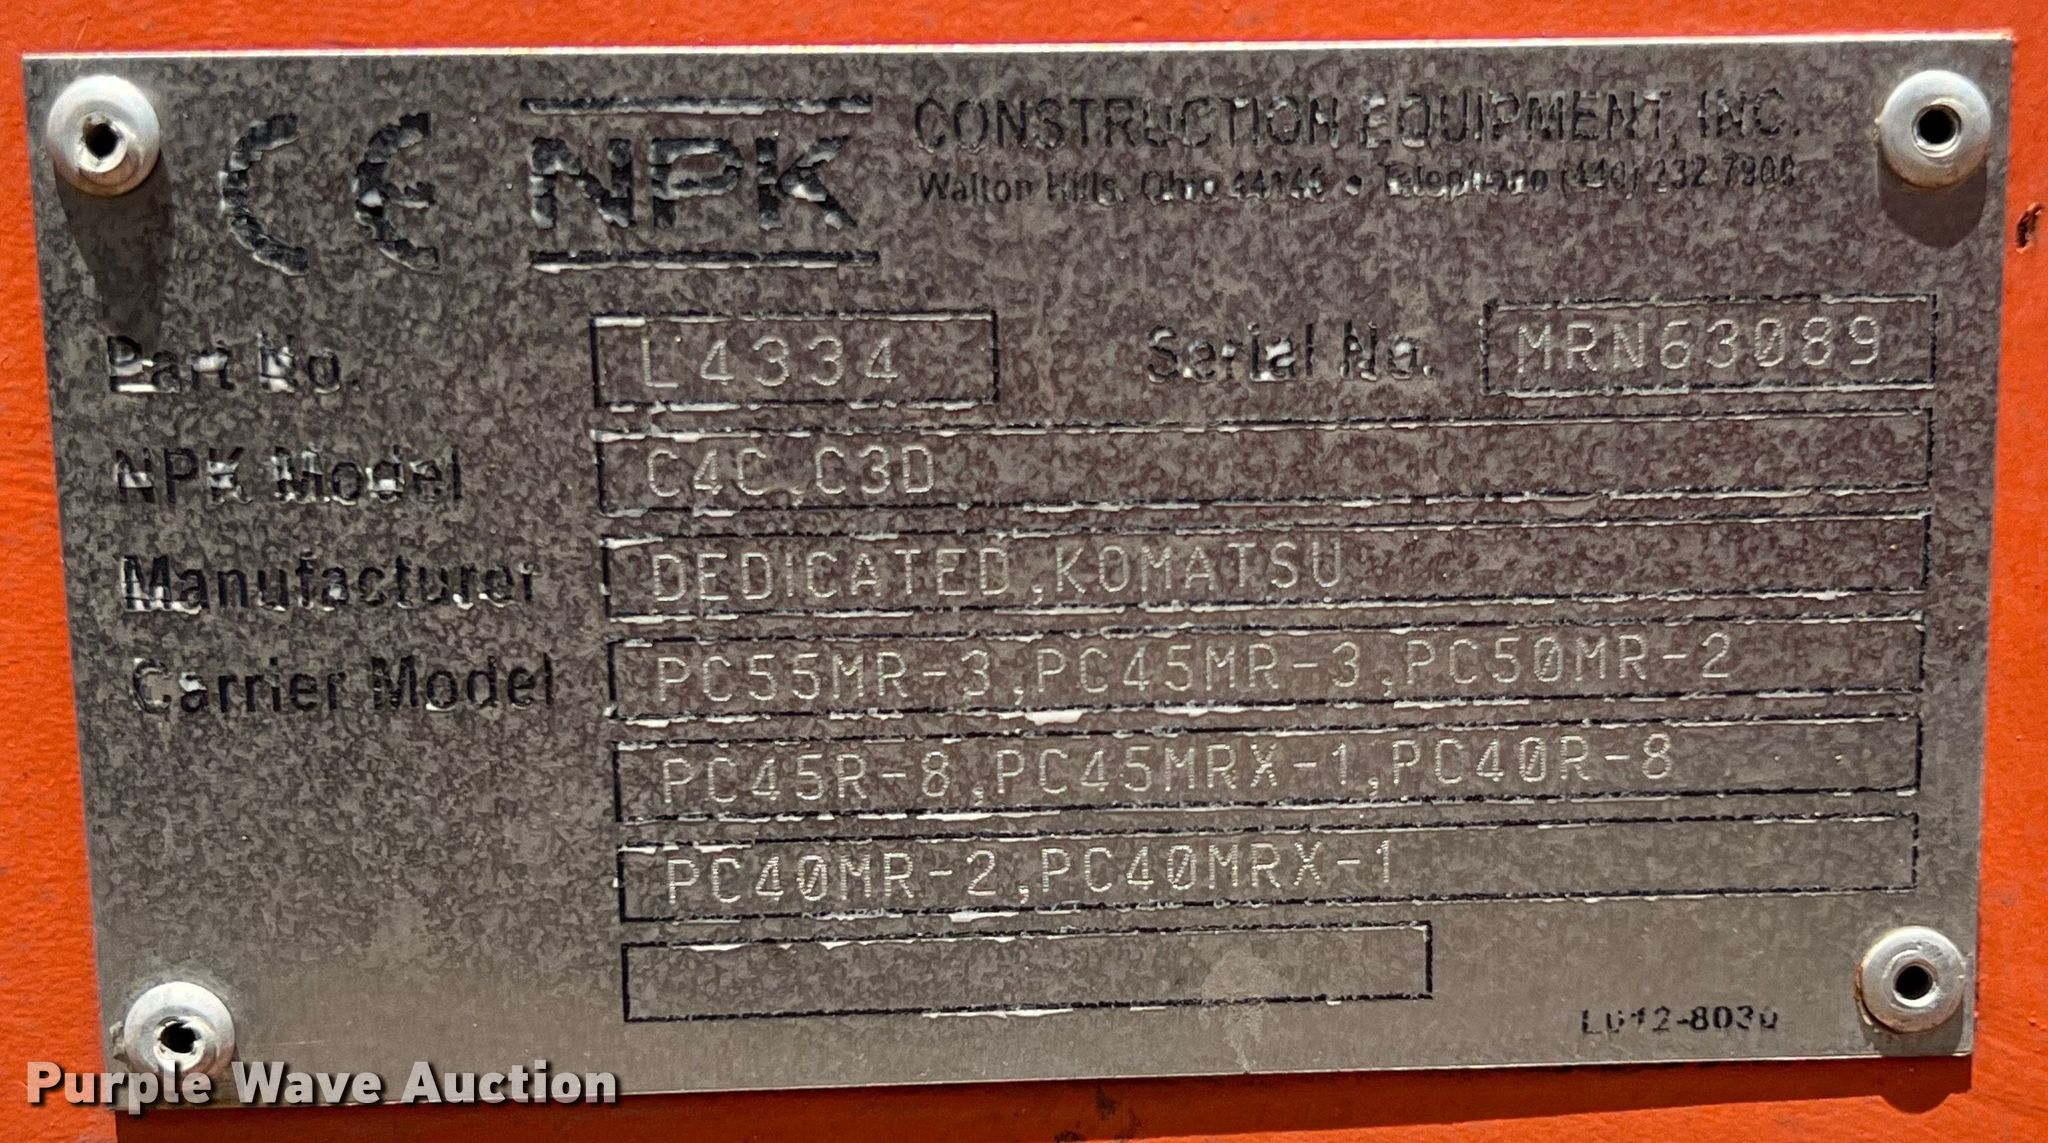 CE NPK CONSTRUCTION EQUIPMENT, INC.
Walton Hills, Ohio 44146 • Telephone (440) 232-7900
Part No. L4334 Serial No. MRN63089
NPK Model C4C,C3D
Manufacturer DEDICATED,KOMATSU
Carrier Model PC55MR-3,PC45MR-3,PC50MR-2
PC45R-8,PC45MRX-1,PC40R-8
PC40MR-2,PC40MRX-1
L012-8030
Purple Wave Auction